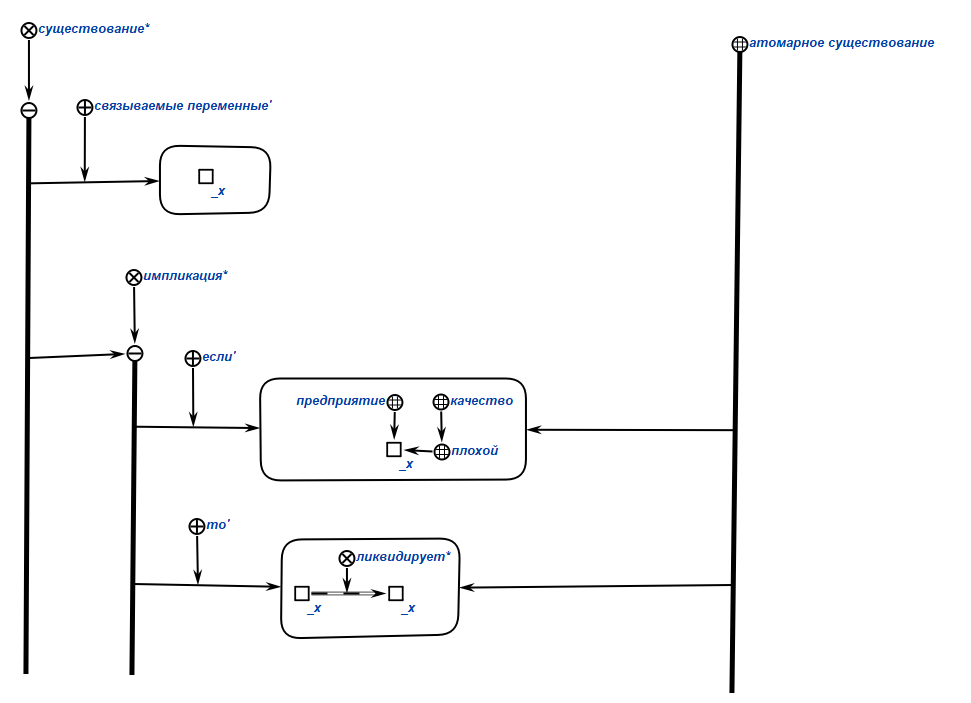 существование*
атомарное существование
связываемые переменные'
_x
импликация*
если'
предприятие
качество
плохой
_x
то'
ликвидирует*
_x
_x